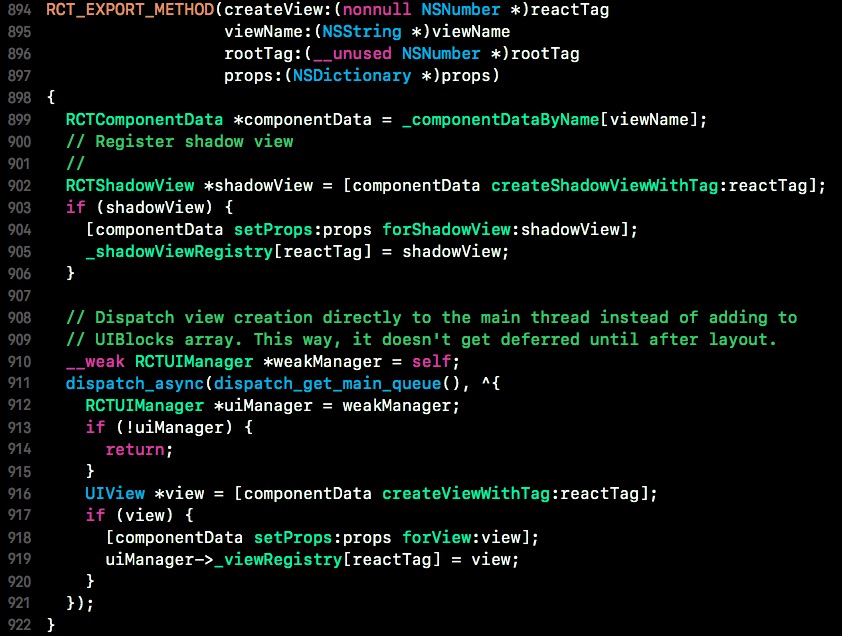 894 RCT_EXPORT_METHOD(createView:(nonnull NSNumber *)reactTag
895                   viewName:(NSString *)viewName
896                   rootTag:(__unused NSNumber *)rootTag
897                   props:(NSDictionary *)props)
898 {
899   RCTComponentData *componentData = _componentDataByName[viewName];
900   // Register shadow view
901   //
902   RCTShadowView *shadowView = [componentData createShadowViewWithTag:reactTag];
903   if (shadowView) {
904     [componentData setProps:props forShadowView:shadowView];
905     _shadowViewRegistry[reactTag] = shadowView;
906   }
907
908   // Dispatch view creation directly to the main thread instead of adding to
909   // UIBlocks array. This way, it doesn't get deferred until after layout.
910   __weak RCTUIManager *weakManager = self;
911   dispatch_async(dispatch_get_main_queue(), ^{
912     RCTUIManager *uiManager = weakManager;
913     if (!uiManager) {
914       return;
915     }
916     UIView *view = [componentData createViewWithTag:reactTag];
917     if (view) {
918       [componentData setProps:props forView:view];
919       uiManager->_viewRegistry[reactTag] = view;
920     }
921   });
922 }